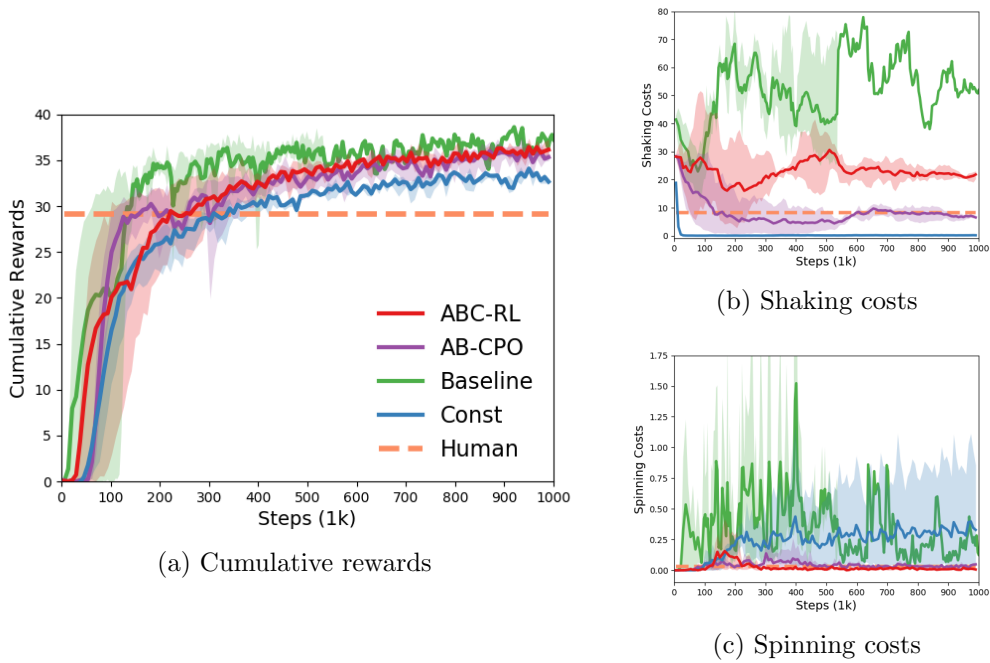 40
35
30
25
20
15
10
5
0
Cumulative Rewards
ABC-RL
AB-CPO
Baseline
Const
Human
0 100 200 300 400 500 600 700 800 900 1000
Steps (1k)
(a) Cumulative rewards
80
70
60
50
40
30
20
10
0
Shaking Costs
0 100 200 300 400 500 600 700 800 900 1000
Steps (1k)
(b) Shaking costs
1.75
1.50
1.25
1.00
0.75
0.50
0.25
0.00
Spinning Costs
0 100 200 300 400 500 600 700 800 900 1000
Steps (1k)
(c) Spinning costs